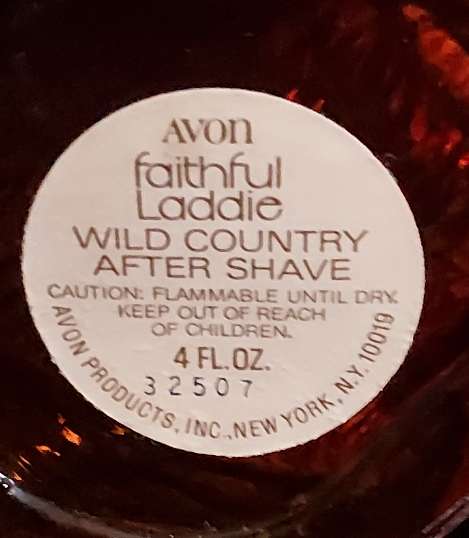 AVON
faithful
Laddie
WILD COUNTRY
AFTER SHAVE
CAUTION: FLAMMABLE UNTIL DRY.
KEEP OUT OF REACH
OF CHILDREN.
4 FL.OZ.
32507
AVON PRODUCTS, INC., NEW YORK, N.Y. 10019